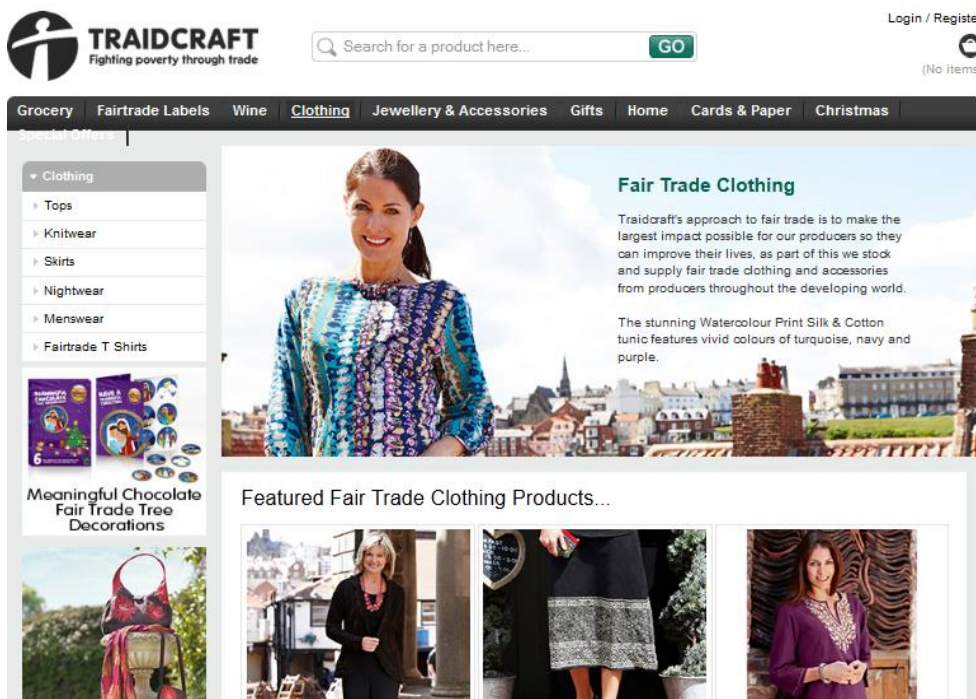 Login / Registe
TRAIDCRAFT
Fighting poverty through trade
Search for a product here...
GO
(No items
Grocery
Fairtrade Labels
Wine
Clothing
Jewellery & Accessories
Gifts
Home
Cards & Paper
Christmas
Special Offers
Clothing
Tops
Knitwear
Skirts
Nightwear
Menswear
Fairtrade T Shirts
Fair Trade Clothing
Traidcraft's approach to fair trade is to make the
largest impact possible for our producers so they
can improve their lives, as part of this we stock
and supply fair trade clothing and accessories
from producers throughout the developing world.
The stunning Watercolour Print Silk & Cotton
tunic features vivid colours of turquoise, navy and
purple.
6
Meaningful Chocolate
Fair Trade Tree
Decorations
Featured Fair Trade Clothing Products...